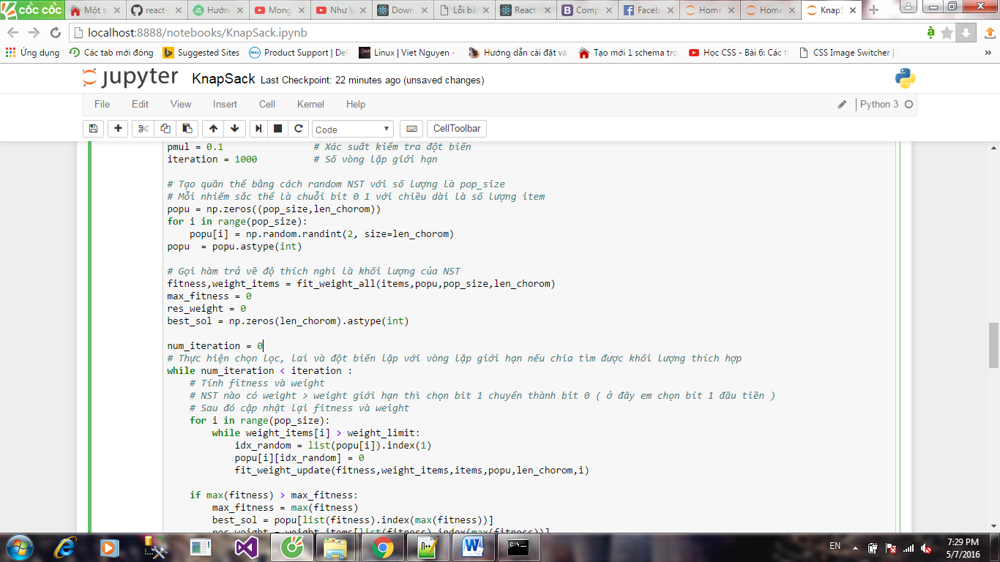 CỐC CỐC
Một s
react-
Hướng
Mong
Như V
Down
Lỗi bả
React
Comp
Faceb
Home
Home
KnapS
localhost:8888/notebooks/KnapSack.ipynb
Ứng dụng
Các tab mới đóng
Suggested Sites
Product Support | Del
Linux | Viet Nguyen -
Hướng dẫn cài đặt và
Tạo mới 1 schema tro
Học CSS - Bài 6: Các t
CSS Image Switcher |
»
jupyter KnapSack Last Checkpoint: 22 minutes ago (unsaved changes)
File Edit View Insert Cell Kernel Help Python 3
Code CellToolbar
pmul = 0.1 # Xác suất kiểm tra đột biến
iteration = 1000 # Số vòng lặp giới hạn
# Tạo quần thể bằng cách random NST với số lượng là pop_size
# Mỗi nhiếm sắc thể là chuỗi bit 0 1 với chiều dài là số lượng item
popu = np.zeros((pop_size,len_chorom))
for i in range(pop_size):
popu[i] = np.random.randint(2, size=len_chorom)
popu = popu.astype(int)
# Gọi hàm trả về độ thích nghi là khối lượng của NST
fitness,weight_items = fit_weight_all(items,popu,pop_size,len_chorom)
max_fitness = 0
res_weight = 0
best_sol = np.zeros(len_chorom).astype(int)
num_iteration = 0
# Thực hiện chọn lọc, lai và đột biến lặp với vòng lặp giới hạn nếu chia tìm được khối lượng thích hợp
while num_iteration < iteration :
# Tính fitness và weight
# NST nào có weight > weight giới hạn thì chọn bit 1 chuyển thành bit 0 ( ở đây em chọn bít 1 đầu tiền )
# Sau đó cập nhật lại fitness và weight
for i in range(pop_size):
while weight_items[i] > weight_limit:
idx_random = list(popu[i]).index(1)
popu[i][idx_random] = 0
fit_weight_update(fitness,weight_items,items,popu,len_chorom,i)
if max(fitness) > max_fitness:
max_fitness = max(fitness)
best_sol = popu[list(fitness).index(max(fitness))]
res_weight = weight_items[list(fitness).index(max(fitness))]
EN
7:29 PM
5/7/2016